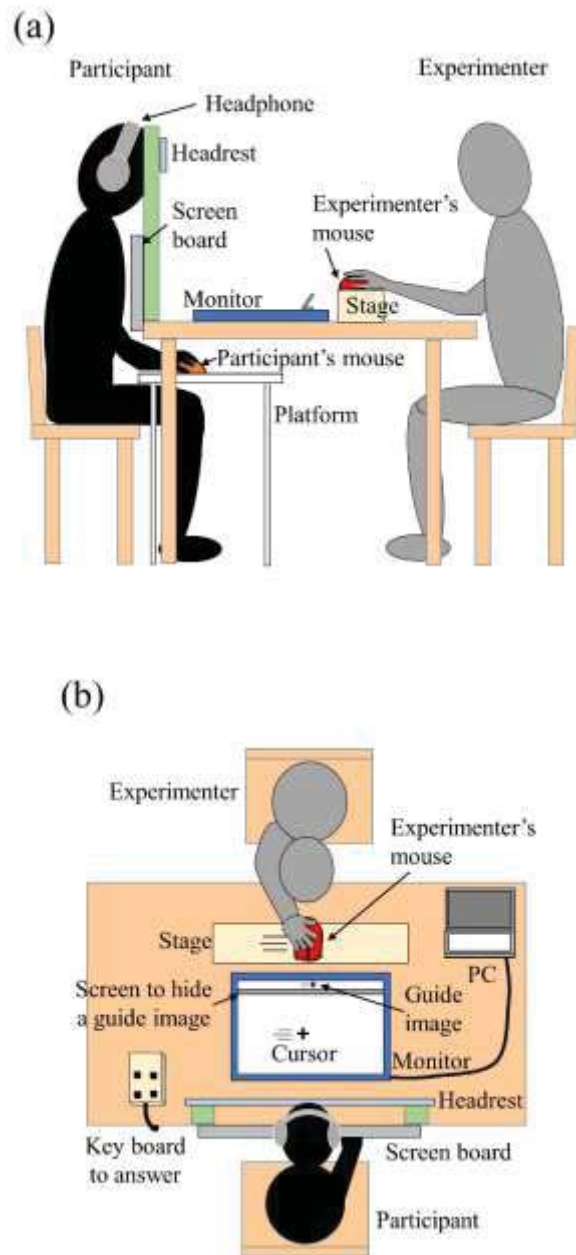 (a)
Participant
Experimenter
Headphone
Headrest
Screen
board
Experimenter's
mouse
Monitor
Stage
Participant's mouse
Platform
(b)
Experimenter
Experimenter's
mouse
Stage
PC
Screen to hide
a guide image
Guide
image
Cursor
Monitor
Headrest
Key board
to answer
Screen board
Participant